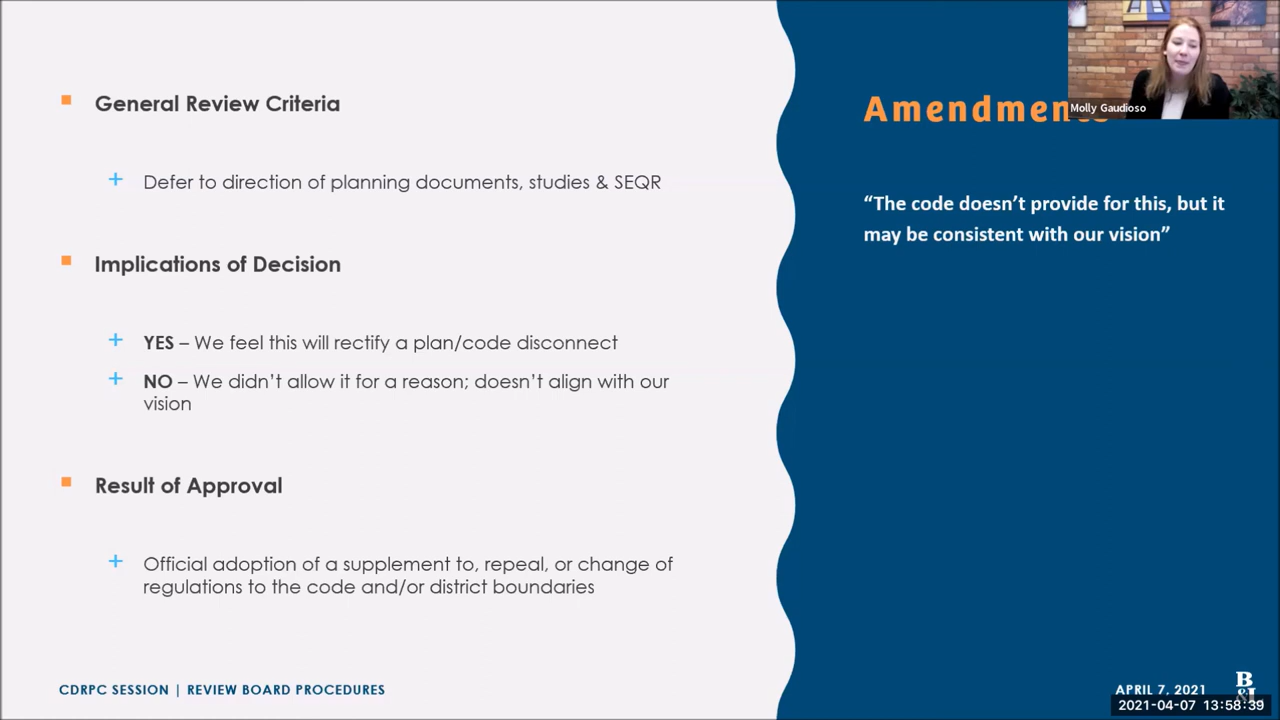 General Review Criteria
Defer to direction of planning documents, studies & SEQR
Implications of Decision
YES – We feel this will rectify a plan/code disconnect
NO – We didn’t allow it for a reason; doesn’t align with our
vision
Result of Approval
Official adoption of a supplement to, repeal, or change of
regulations to the code and/or district boundaries
CDRPC SESSION | REVIEW BOARD PROCEDURES
Amendments
Molly Gaudioso
“The code doesn’t provide for this, but it
may be consistent with our vision”
APRIL 7, 2021
B
&L
2021-04-07 13:58:39